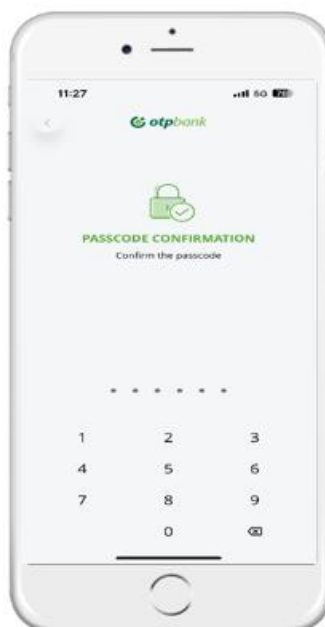 11:27
5G
otpbank
PASSCODE CONFIRMATION
Confirm the passcode
1 2 3
4 5 6
7 8 9
0